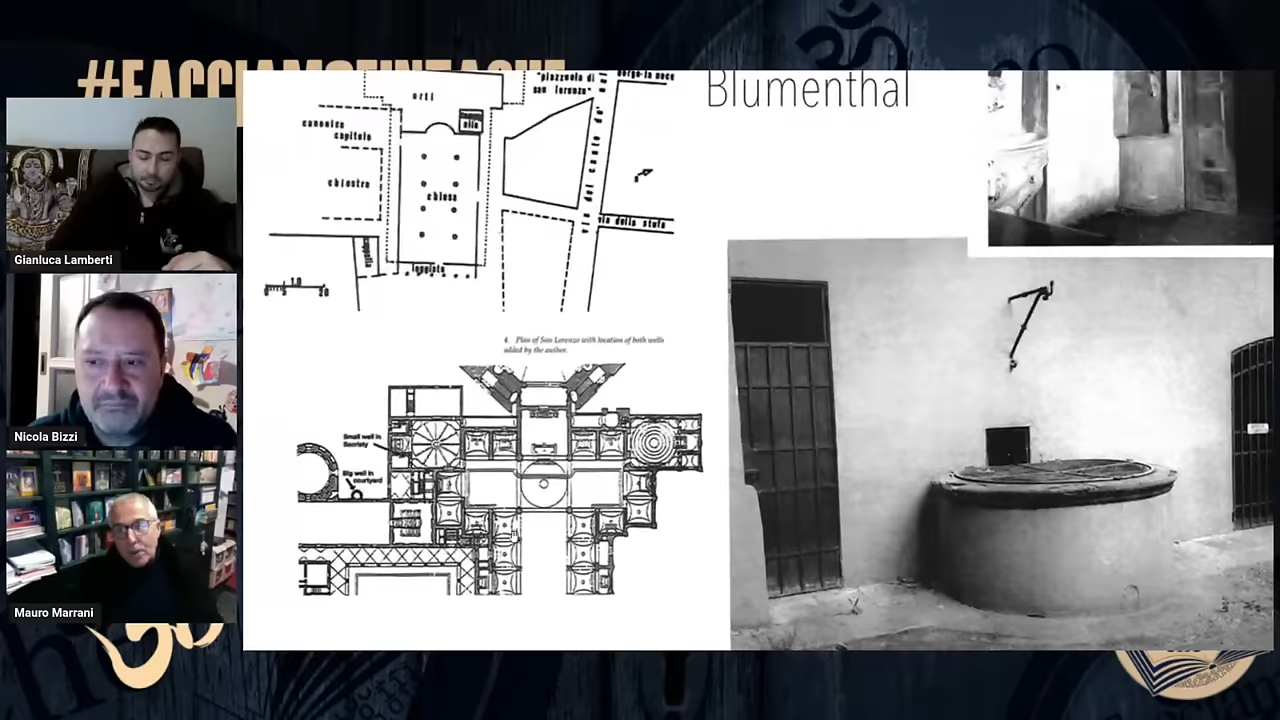 Blumenthal
Gianluca Lamberti
Nicola Bizzi
Mauro Marrani
"piazzuola di
san lorenzo"
borgo la noce
orti
canonica
capitolo
chiostro
chiesa
via del canto de'
via della stufa
loggiato
4. Plan of San Lorenzo with location of both wells
added by the author.
Small well in
Sacristy
Big well in
courtyard